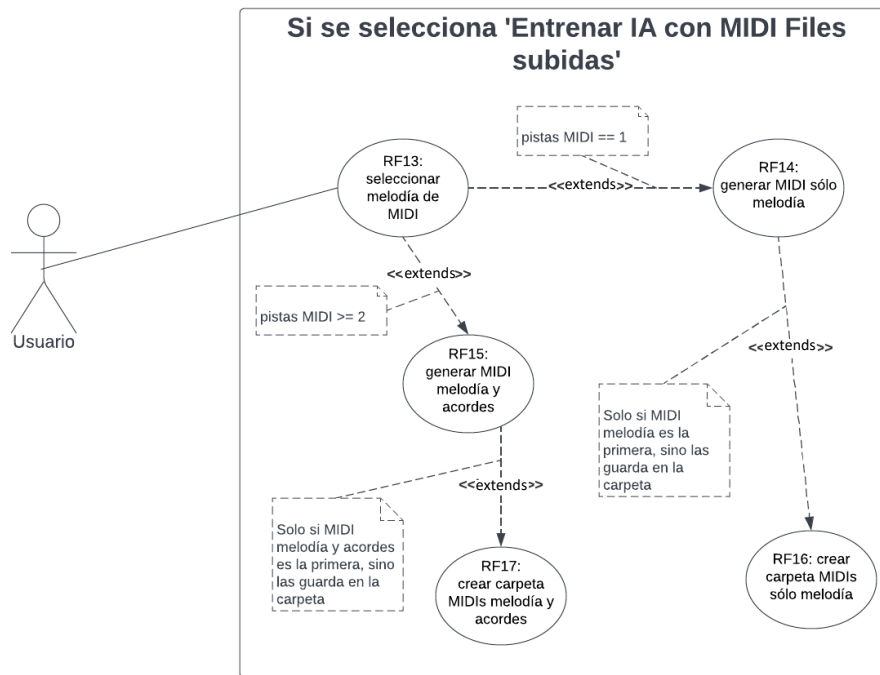 Si se selecciona 'Entrenar IA con MIDI Files
subidas'
pistas MIDI == 1
RF13:
seleccionar
melodía de
MIDI
<<extends>>
RF14:
generar MIDI sólo
melodía
Usuario
<<extends>>
pistas MIDI >= 2
RF15:
generar MIDI
melodía y
acordes
<<extends>>
Solo si MIDI
melodía es la
primera, sino las
guarda en la
carpeta
<<extends>>
Solo si MIDI
melodía y acordes
es la primera, sino
las guarda en la
carpeta
RF17:
crear carpeta
MIDIs melodía y
acordes
RF16: crear
carpeta MIDIs
sólo melodía